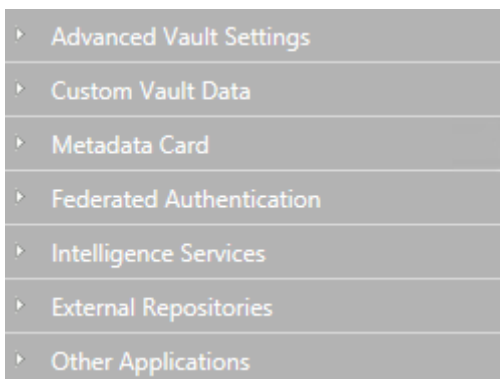 Advanced Vault Settings
Custom Vault Data
Metadata Card
Federated Authentication
Intelligence Services
External Repositories
Other Applications